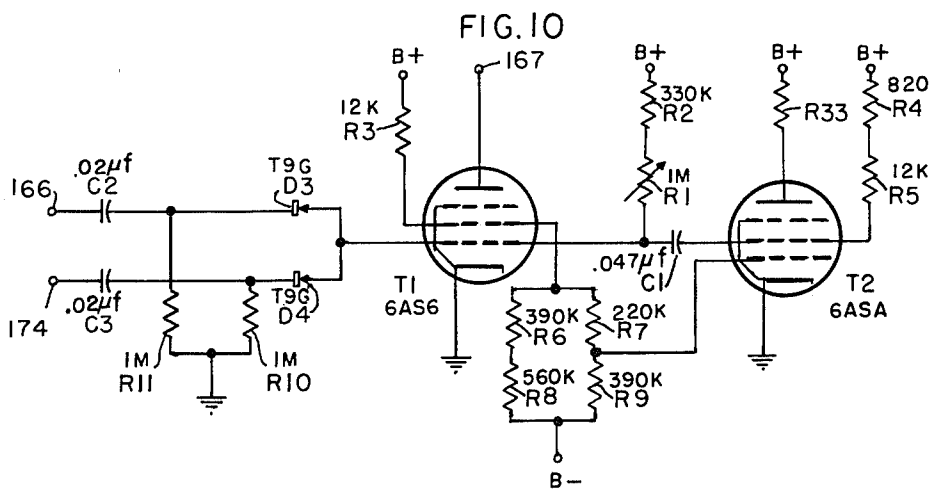 FIG. 10
B+
167
B+
B+
B+
12K
R3
330K
R2
R33
820
R4
.02µf
C2
T9G
D3
166
1M
R1
12K
R5
.02µf
C3
T9G
D4
174
T1
6AS6
.047µf
C1
T2
6ASA
390K
R6
220K
R7
1M
R11
1M
R10
560K
R8
390K
R9
B-